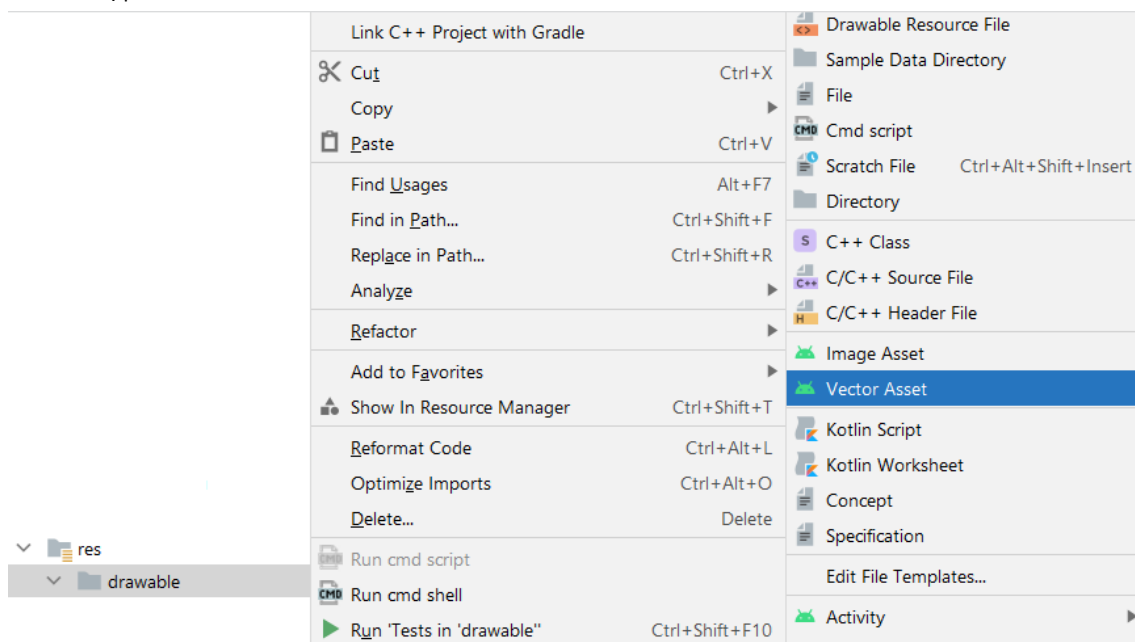 Link C++ Project with Gradle
Cut Ctrl+X
Copy
Paste Ctrl+V
Find Usages Alt+F7
Find in Path... Ctrl+Shift+F
Replace in Path... Ctrl+Shift+R
Analyze
Refactor
Add to Favorites
Show In Resource Manager Ctrl+Shift+T
Reformat Code Ctrl+Alt+L
Optimize Imports Ctrl+Alt+O
Delete... Delete
CMD Run cmd script
CMD Run cmd shell
Run 'Tests in 'drawable'' Ctrl+Shift+F10
res
drawable
<> Drawable Resource File
Sample Data Directory
File
CMD Cmd script
Scratch File Ctrl+Alt+Shift+Insert
Directory
S C++ Class
C++ C/C++ Source File
H C/C++ Header File
Image Asset
Vector Asset
Kotlin Script
Kotlin Worksheet
Concept
Specification
Edit File Templates...
Activity